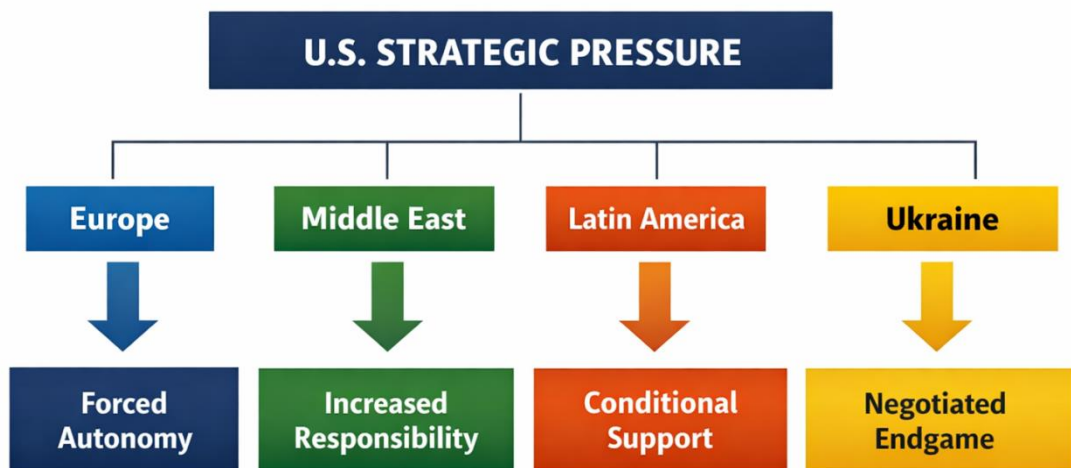 U.S. STRATEGIC PRESSURE
Europe
Middle East
Latin America
Ukraine
Forced
Autonomy
Increased
Responsibility
Conditional
Support
Negotiated
Endgame